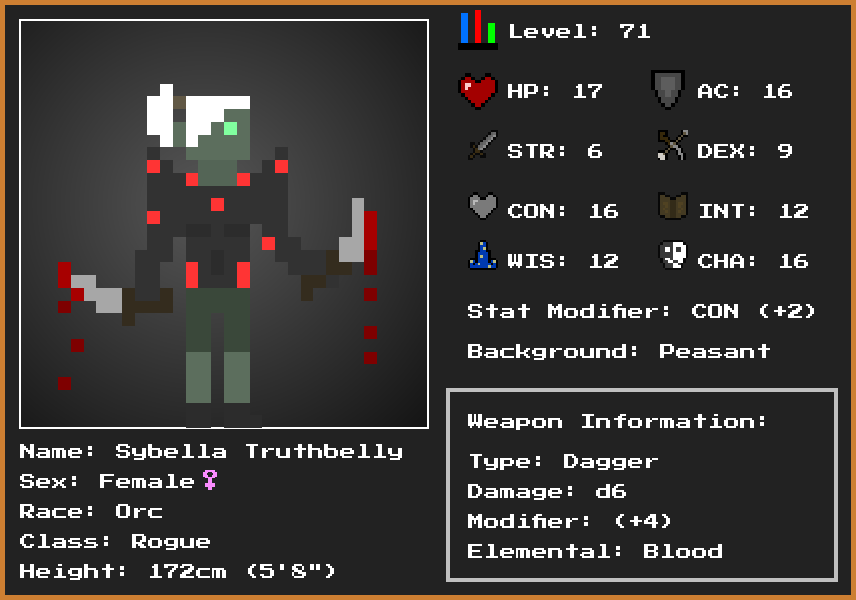 Level: 71
HP: 17 AC: 16
STR: 6 DEX: 9
CON: 16 INT: 12
WIS: 12 CHA: 16
Stat Modifier: CON (+2)
Background: Peasant
Weapon Information:
Type: Dagger
Damage: d6
Modifier: (+4)
Elemental: Blood
Name: Sybella Truthbelly
Sex: Female♀
Race: Orc
Class: Rogue
Height: 172cm (5'8")